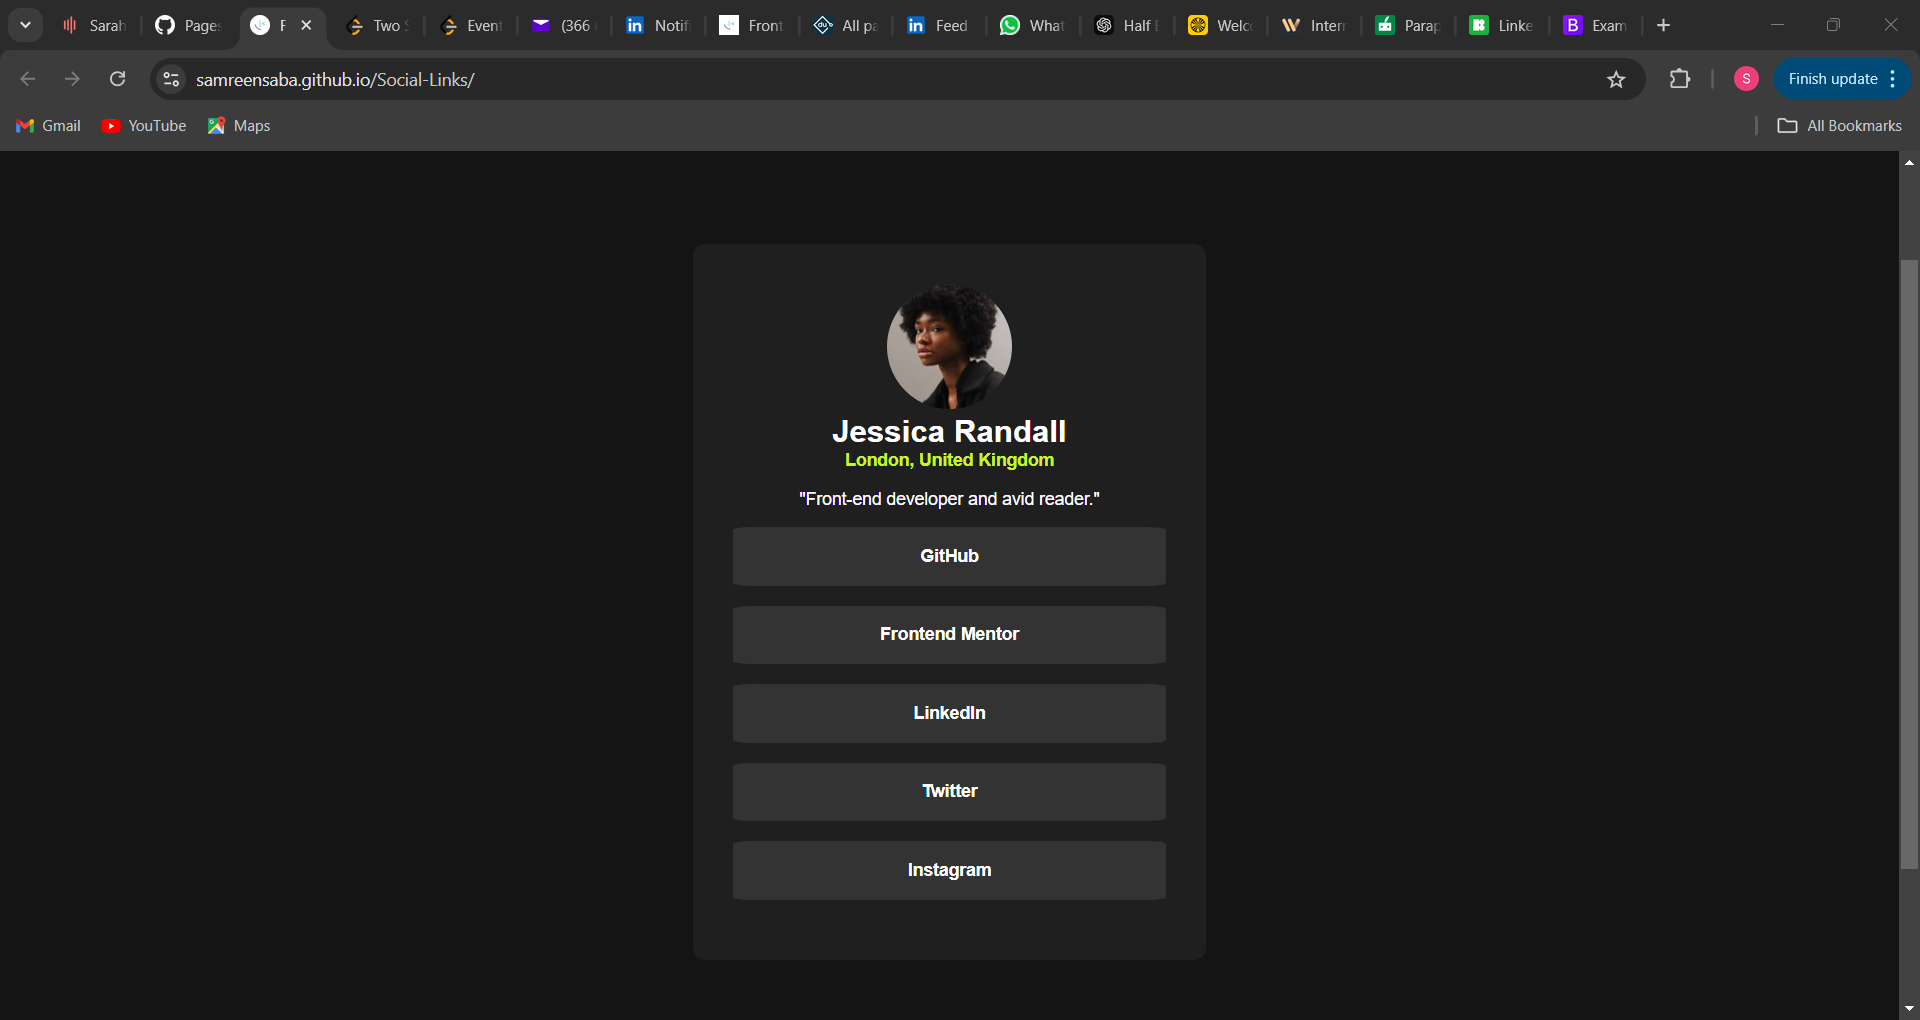 Sarah
Pages
F
Two S
Event
(366
Notifi
Front
All pa
Feed
What
Half E
Welco
Intern
Parap
Linke
Exam
samreensaba.github.io/Social-Links/
S
Finish update
Gmail
YouTube
Maps
All Bookmarks
Jessica Randall
London, United Kingdom
"Front-end developer and avid reader."
GitHub
Frontend Mentor
LinkedIn
Twitter
Instagram